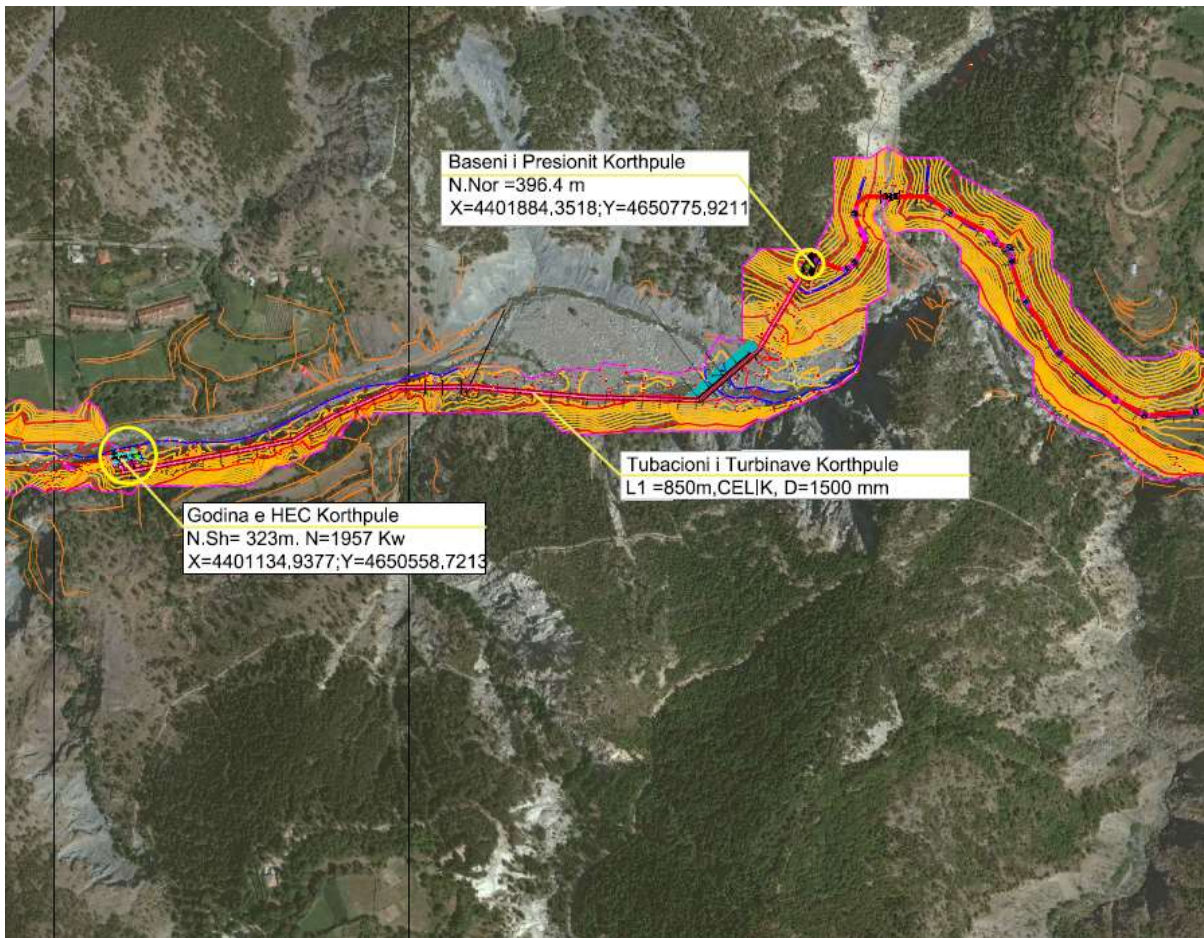 Baseni i Presionit Korthpule
N.Nor =396.4 m
X=4401884,3518;Y=4650775,9211
Tubacioni i Turbinave Korthpule
L1 =850m,CEL|K, D=1500 mm
Godina e HEC Korthpule
N.Sh= 323m. N=1957 Kw
X=4401134,9377;Y=4650558,7213